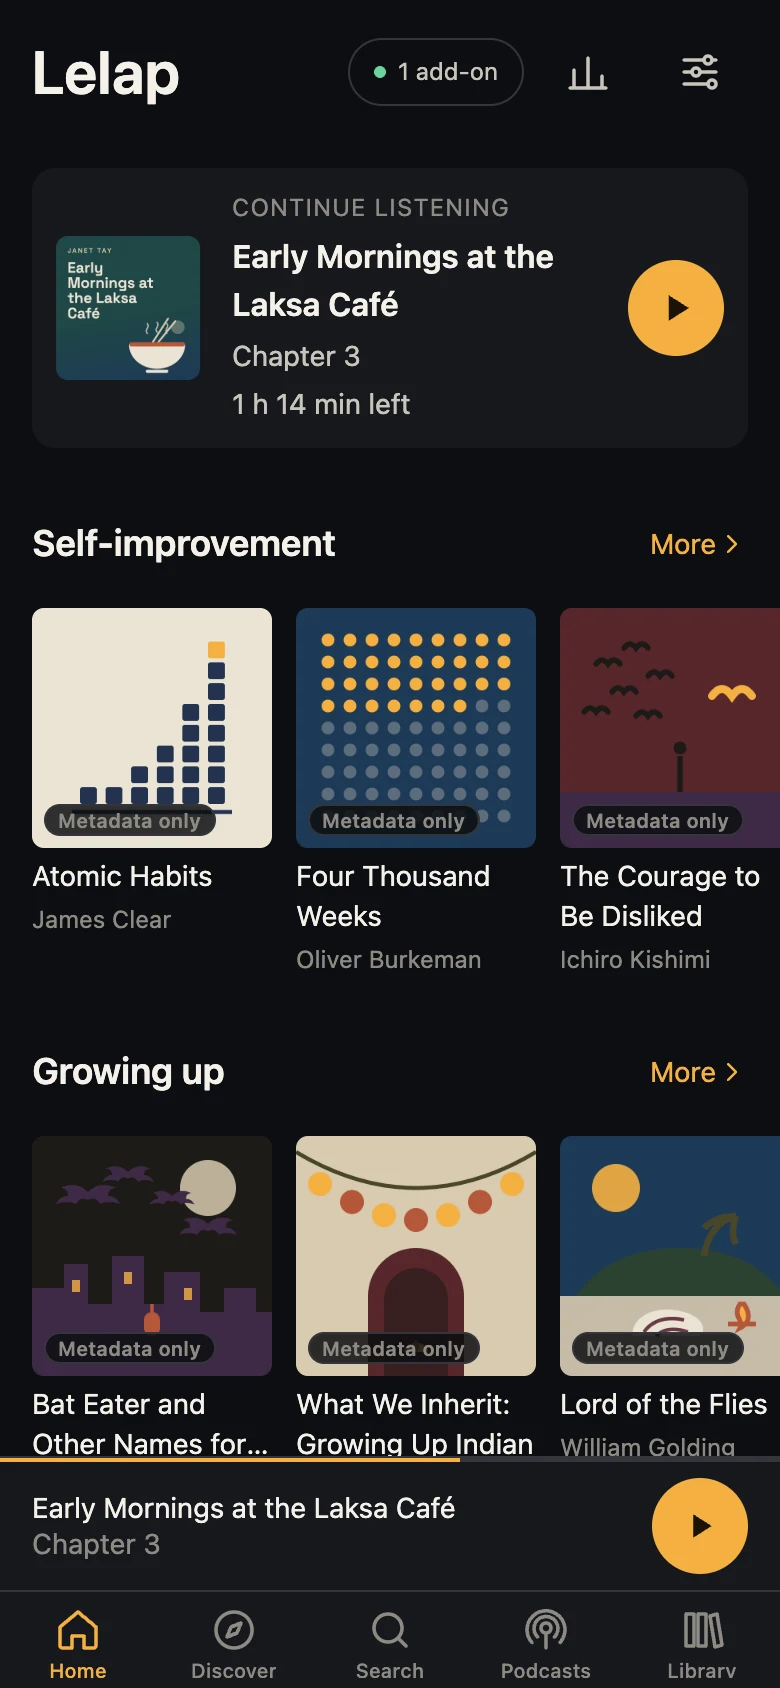 Lelap
1 add-on
CONTINUE LISTENING
JANET TAY
Early
Mornings at
the Laksa
Café
Early Mornings at the
Laksa Café
Chapter 3
1 h 14 min left
Self-improvement
More
Metadata only
Metadata only
Metadata only
Atomic Habits
James Clear
Four Thousand
Weeks
Oliver Burkeman
The Courage to
Be Disliked
Ichiro Kishimi
Growing up
More
Metadata only
Metadata only
Metadata only
Bat Eater and
Other Names for...
What We Inherit:
Growing Up Indian
Lord of the Flies
William Golding
Early Mornings at the Laksa Café
Chapter 3
Home
Discover
Search
Podcasts
Library